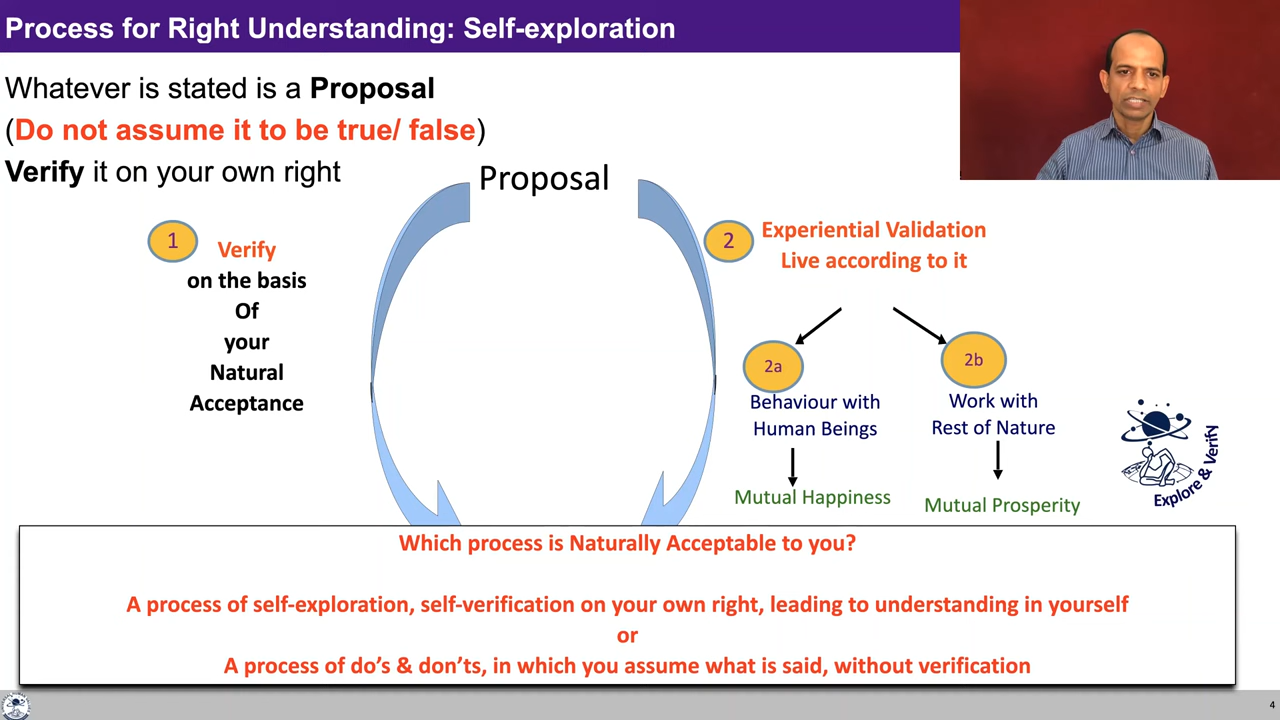 Process for Right Understanding: Self-exploration
Whatever is stated is a Proposal
(Do not assume it to be true/ false)
Verify it on your own right
Proposal
1
Verify
on the basis
Of
your
Natural
Acceptance
2
Experiential Validation
Live according to it
2a
Behaviour with
Human Beings
Mutual Happiness
2b
Work with
Rest of Nature
Mutual Prosperity
Explore & Verify
Which process is Naturally Acceptable to you?
A process of self-exploration, self-verification on your own right, leading to understanding in yourself
or
A process of do’s & don’ts, in which you assume what is said, without verification
4